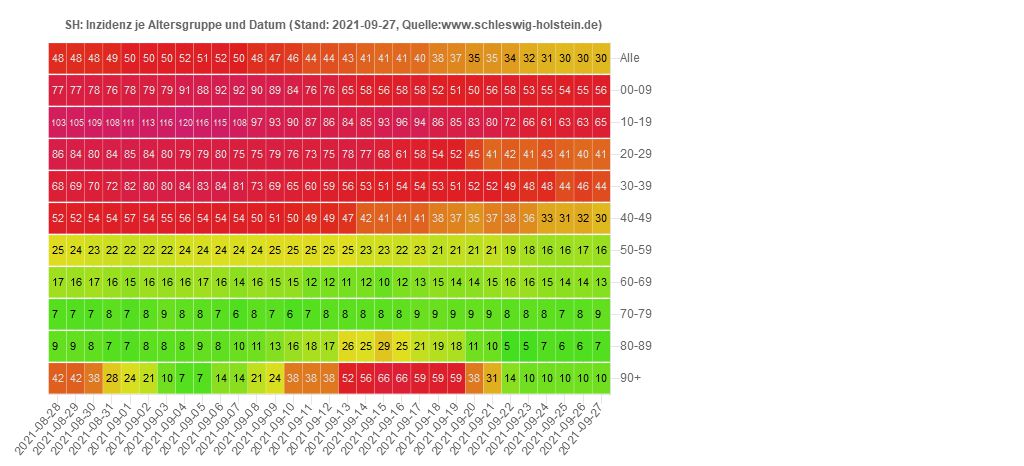 SH: Inzidenz je Altersgruppe und Datum (Stand: 2021-09-27, Quelle:www.schleswig-holstein.de)
48 48 48 49 50 50 50 52 51 52 50 48 47 46 44 44 43 41 41 41 40 38 37 35 35 34 32 31 30 30 30 Alle
77 77 78 76 78 79 79 91 88 92 92 90 89 84 76 76 65 58 56 58 58 52 51 50 56 58 53 55 54 55 56 00-09
103 105 109 108 111 113 116 120 116 115 108 97 93 90 87 86 84 85 93 96 94 86 85 83 80 72 66 61 63 63 65 10-19
86 84 80 84 85 84 80 79 79 80 75 75 79 76 73 75 78 77 68 61 58 54 52 45 41 42 41 43 41 40 41 20-29
68 69 70 72 82 80 80 84 83 84 81 73 69 65 60 59 56 53 51 54 54 53 51 52 52 49 48 48 44 46 44 30-39
52 52 54 54 57 54 55 56 54 54 54 50 51 50 49 49 47 42 41 41 41 38 37 35 37 38 36 33 31 32 30 40-49
25 24 23 22 22 22 22 24 24 24 24 24 25 25 25 25 25 23 23 22 23 21 21 21 21 19 18 16 16 17 16 50-59
17 16 17 16 15 16 16 16 17 16 14 16 15 15 12 12 11 12 10 12 13 15 14 14 15 16 16 15 14 14 13 60-69
7 7 7 8 7 8 9 8 8 7 6 8 7 6 7 8 8 8 8 8 9 9 9 9 9 8 8 8 7 8 9 70-79
9 9 8 7 7 8 8 8 9 8 10 11 13 16 18 17 26 25 29 25 21 19 18 11 10 5 5 7 6 6 7 80-89
42 42 38 28 24 21 10 7 7 14 14 21 24 38 38 38 52 56 66 66 59 59 59 38 31 14 10 10 10 10 10 90+
2021-08-28 2021-08-29 2021-08-30 2021-08-31 2021-09-01 2021-09-02 2021-09-03 2021-09-04 2021-09-05 2021-09-06 2021-09-07 2021-09-08 2021-09-09 2021-09-10 2021-09-11 2021-09-12 2021-09-13 2021-09-14 2021-09-15 2021-09-16 2021-09-17 2021-09-18 2021-09-19 2021-09-20 2021-09-21 2021-09-22 2021-09-23 2021-09-24 2021-09-25 2021-09-26 2021-09-27